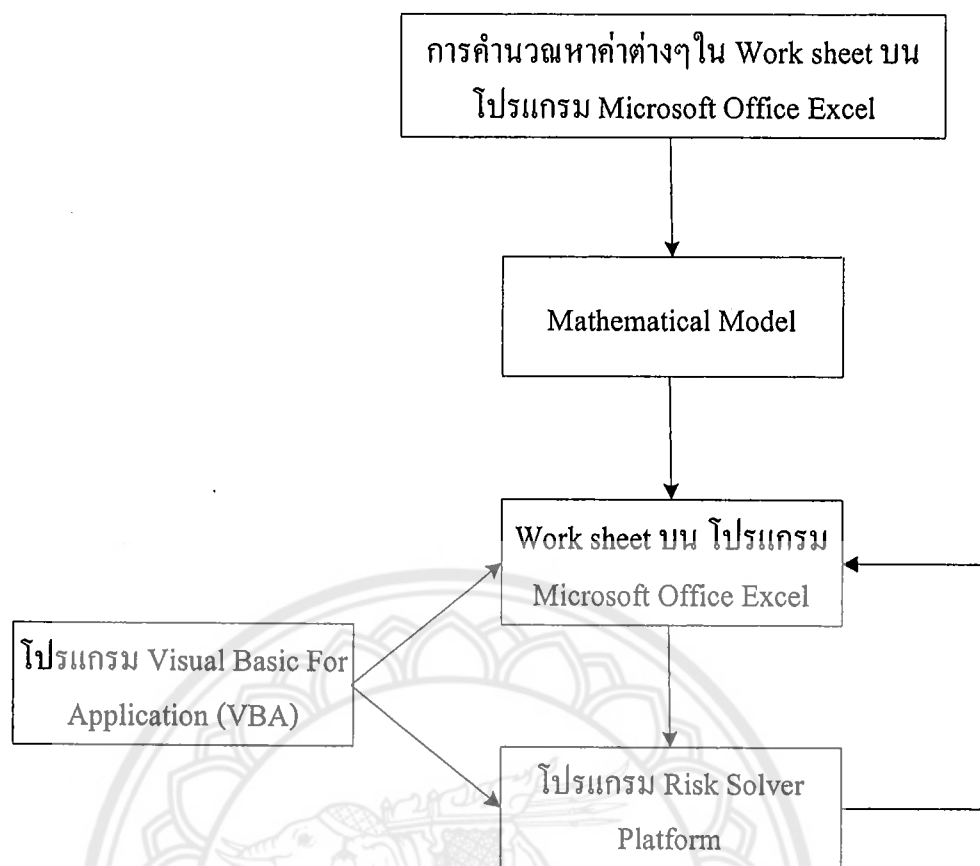 การคำนวณหาค่าต่างๆใน Work sheet บน
โปรแกรม Microsoft Office Excel
Mathematical Model
Work sheet บน โปรแกรม
Microsoft Office Excel
โปรแกรม Visual Basic For
Application (VBA)
โปรแกรม Risk Solver
Platform